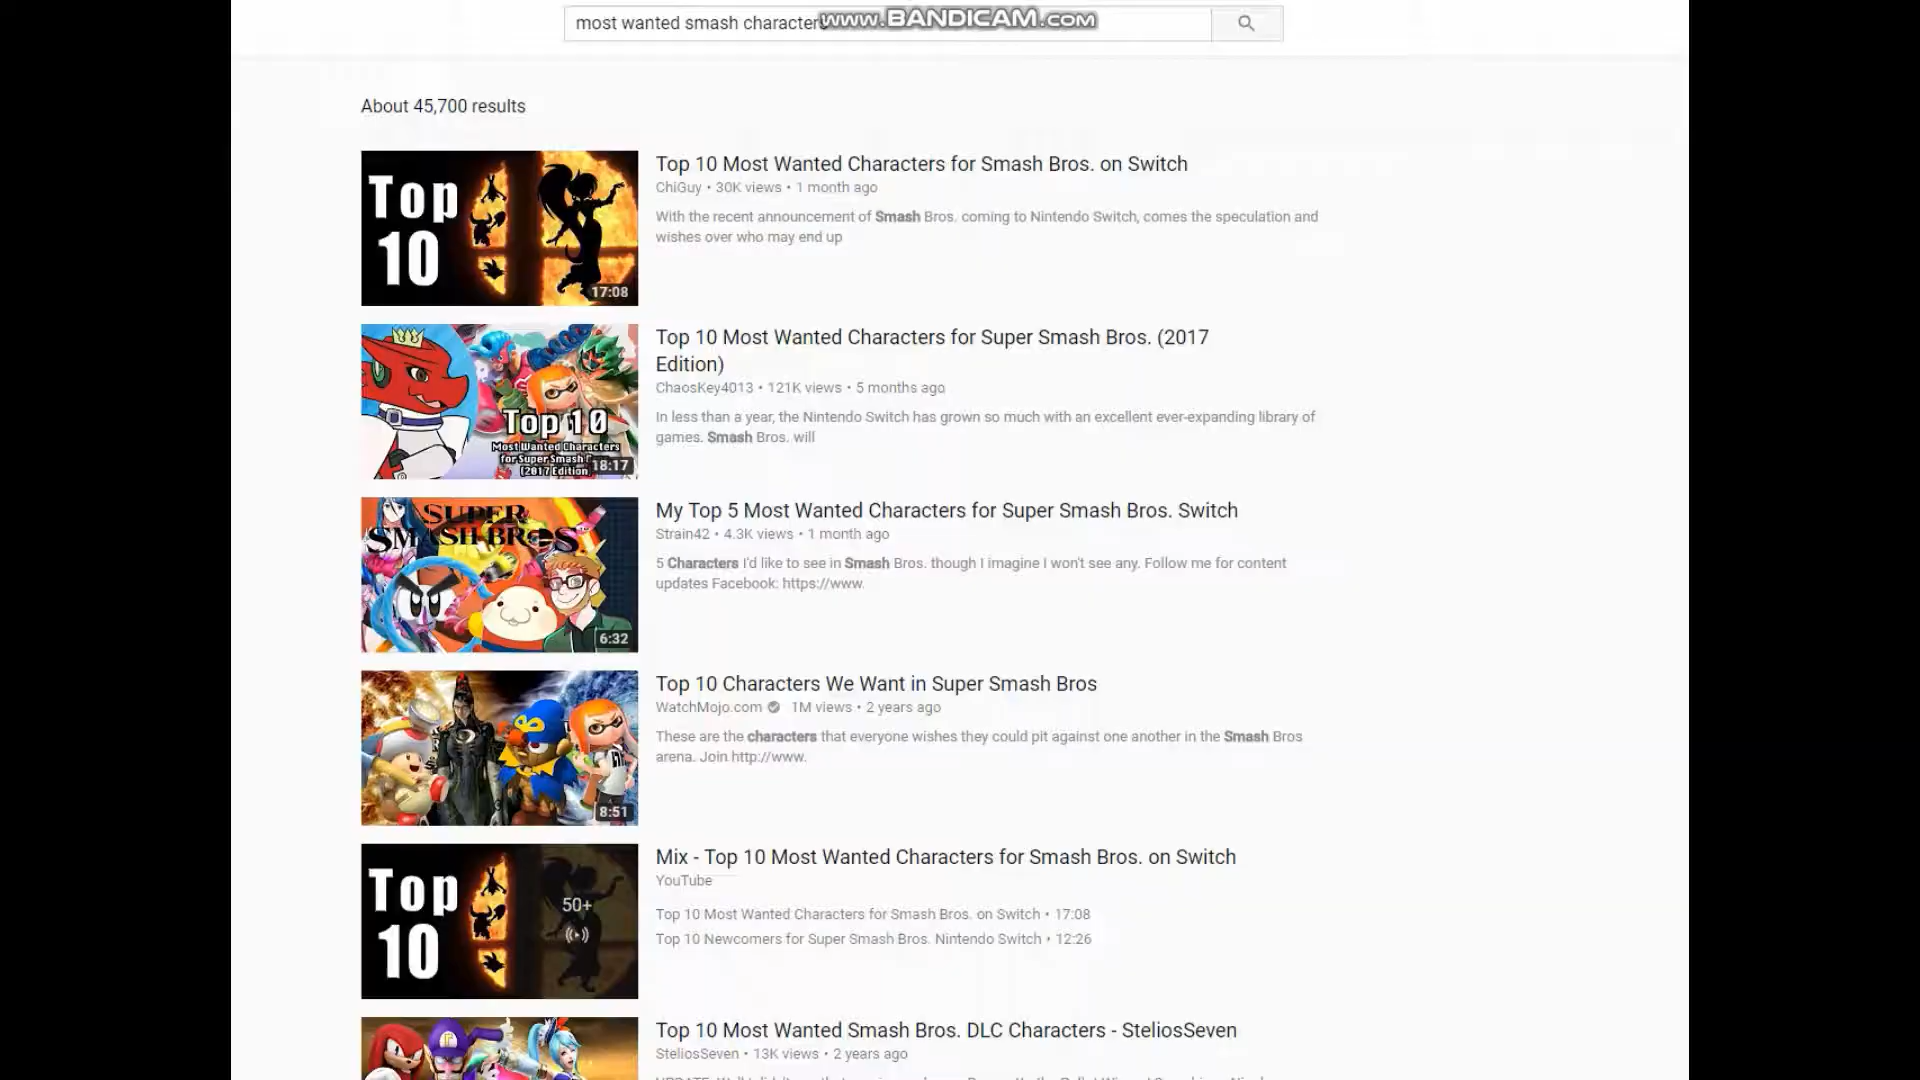 most wanted smash characters
www.BANDICAM.com
About 45,700 results
Top 10
17:08
Top 10 Most Wanted Characters for Smash Bros. on Switch
ChiGuy • 30K views • 1 month ago
With the recent announcement of Smash Bros. coming to Nintendo Switch, comes the speculation and
wishes over who may end up
Top 10
Most Wanted Characters
for Super Smash
(2017 Edition
18:17
Top 10 Most Wanted Characters for Super Smash Bros. (2017
Edition)
ChaosKey4013 • 121K views • 5 months ago
In less than a year, the Nintendo Switch has grown so much with an excellent ever-expanding library of
games. Smash Bros. will
SUPER
SMASH BROS.
6:32
My Top 5 Most Wanted Characters for Super Smash Bros. Switch
Strain42 • 4.3K views • 1 month ago
5 Characters I'd like to see in Smash Bros. though I imagine I won't see any. Follow me for content
updates Facebook: https://www.
8:51
Top 10 Characters We Want in Super Smash Bros
WatchMojo.com 1M views • 2 years ago
These are the characters that everyone wishes they could pit against one another in the Smash Bros
arena. Join http://www.
Top 10
50+
Mix - Top 10 Most Wanted Characters for Smash Bros. on Switch
YouTube
Top 10 Most Wanted Characters for Smash Bros. on Switch • 17:08
Top 10 Newcomers for Super Smash Bros. Nintendo Switch • 12:26
Top 10 Most Wanted Smash Bros. DLC Characters - SteliosSeven
SteliosSeven • 13K views • 2 years ago